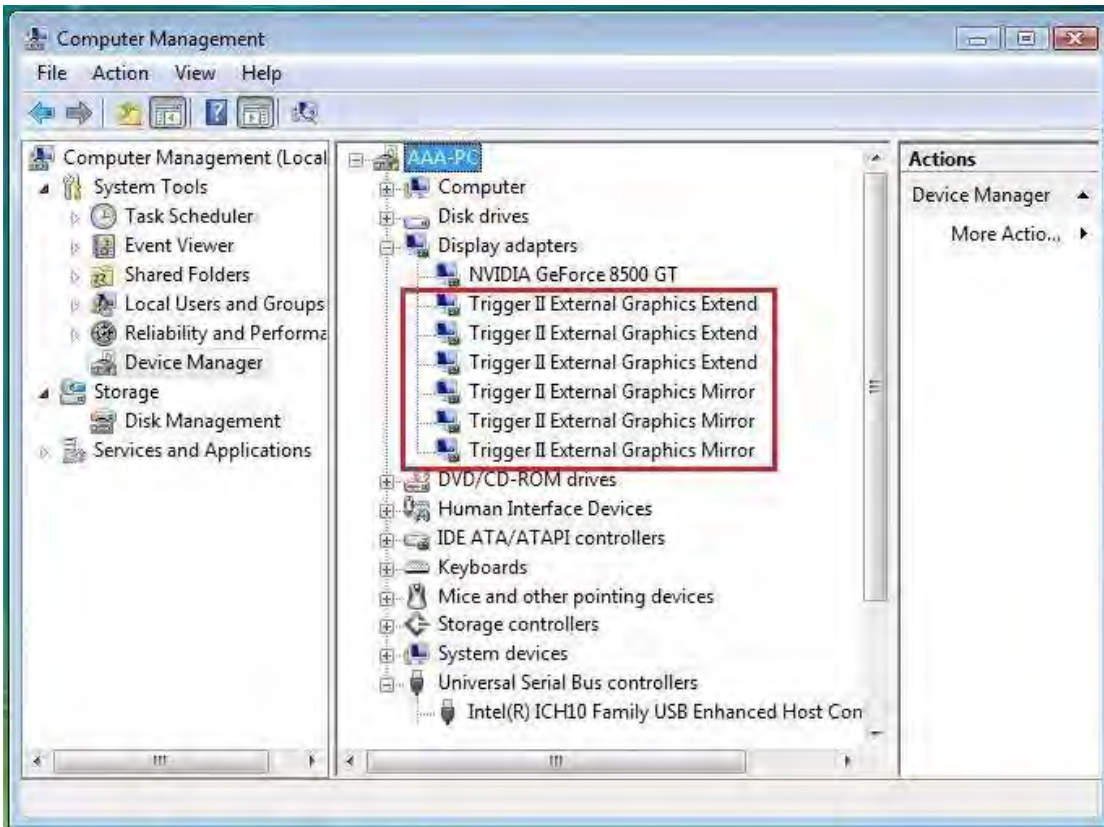 Computer Management
File Action View Help
Computer Management (Local
System Tools
Task Scheduler
Event Viewer
Shared Folders
Local Users and Groups
Reliability and Performa
Device Manager
Storage
Disk Management
Services and Applications
AAA-PC
Computer
Disk drives
Display adapters
NVIDIA GeForce 8500 GT
Trigger II External Graphics Extend
Trigger II External Graphics Extend
Trigger II External Graphics Extend
Trigger II External Graphics Mirror
Trigger II External Graphics Mirror
Trigger II External Graphics Mirror
DVD/CD-ROM drives
Human Interface Devices
IDE ATA/ATAPI controllers
Keyboards
Mice and other pointing devices
Storage controllers
System devices
Universal Serial Bus controllers
Intel(R) ICH10 Family USB Enhanced Host Con
Actions
Device Manager
More Actio...